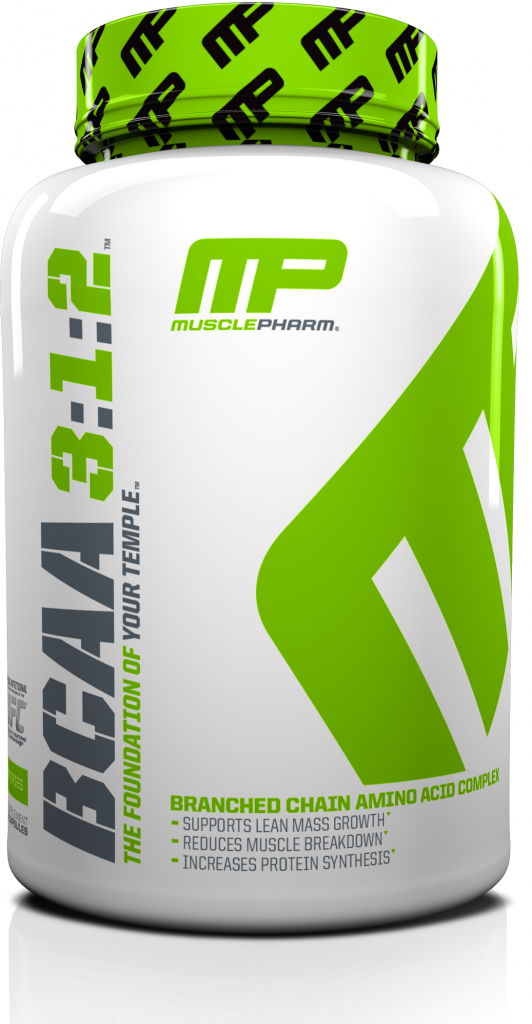 MP
MUSCLEPHARM®
BCAA 3:1:2™
THE FOUNDATION OF YOUR TEMPLE™
BRANCHED CHAIN AMINO ACID COMPLEX
- SUPPORTS LEAN MASS GROWTH▼
- REDUCES MUSCLE BREAKDOWN▼
- INCREASES PROTEIN SYNTHESIS▼